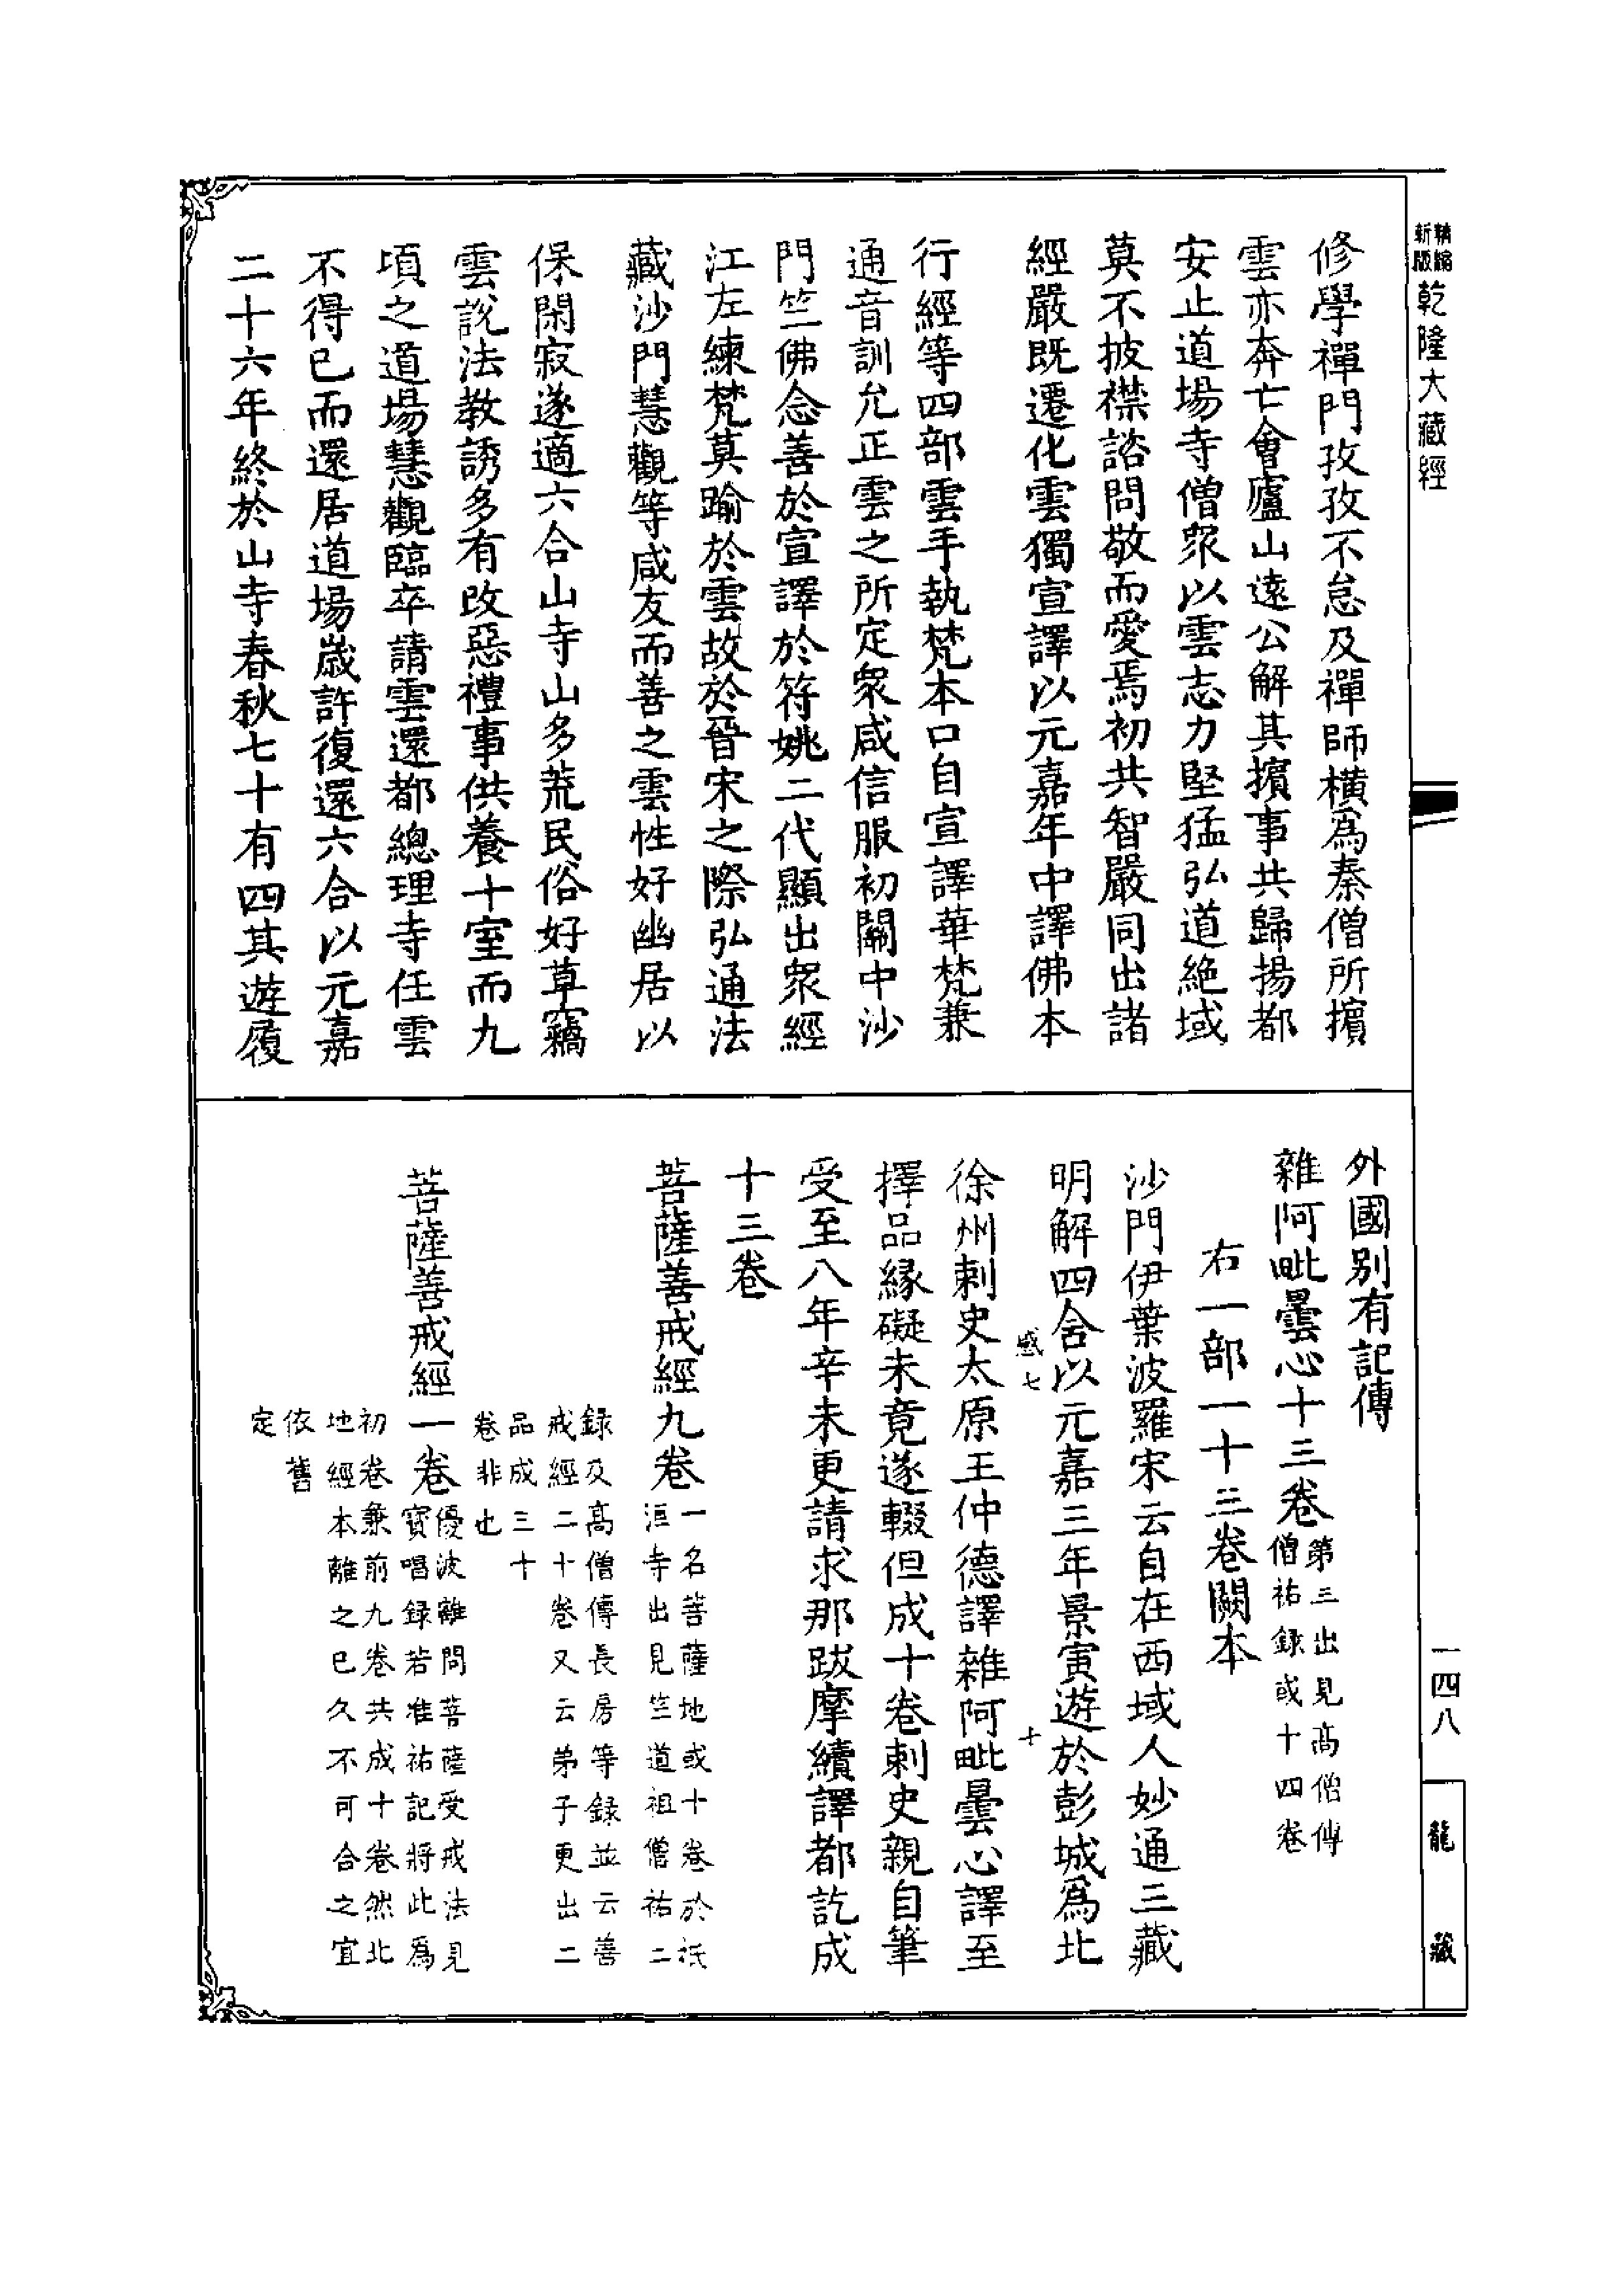 精縮
新版
乾隆大藏經
修學禪門孜孜不怠及禪師橫爲秦僧所擯
雲亦奔亡會廬山遠公解其擯事共歸揚都
安止道場寺僧衆以雲志力堅猛弘道絶域
莫不披襟諮問敬而愛焉初共智嚴同出諸
經嚴既遷化雲獨宣譯以元嘉年中譯佛本
行經等四部雲手執梵本口自宣譯華梵兼
通音訓允正雲之所定衆咸信服初關中沙
門竺佛念善於宣譯於符姚二代顯出衆經
江左練梵莫踰於雲故於晉宋之際弘通法
藏沙門慧觀等咸友而善之雲性好幽居以
保閑寂遂適六合山寺山多荒民俗好草竊
雲說法教誘多有改惡禮事供養十室而九
頃之道場慧觀臨卒請雲還都總理寺任雲
不得已而還居道場歲許復還六合以元嘉
二十六年終於山寺春秋七十有四其遊履
外國别有記傳
雜阿毗曇心十三卷第三出見高僧傳
僧祐録或十四卷
右一部一十三卷闕本
沙門伊葉波羅宋云自在西域人妙通三藏
明解四含以元嘉三年景寅遊於彭城爲北
感七
十
徐州刺史太原王仲德譯雜阿毗曇心譯至
擇品緣礙未竟遂輟但成十卷刺史親自筆
受至八年辛未更請求那跋摩續譯都訖成
十三卷
菩薩善戒經九卷一名菩薩地或十卷於祇
洹寺出見竺道祖僧祐二
録及高僧傳長房等録並云善
戒經二十卷又云弟子更出二
品成三十
卷非也
菩薩善戒經一卷優波離問菩薩受戒法見
寶唱録若准祐記將此爲
初卷兼前九卷共成十卷然北
地經本離之已久不可合之宜
依舊
定
一四八
龍藏